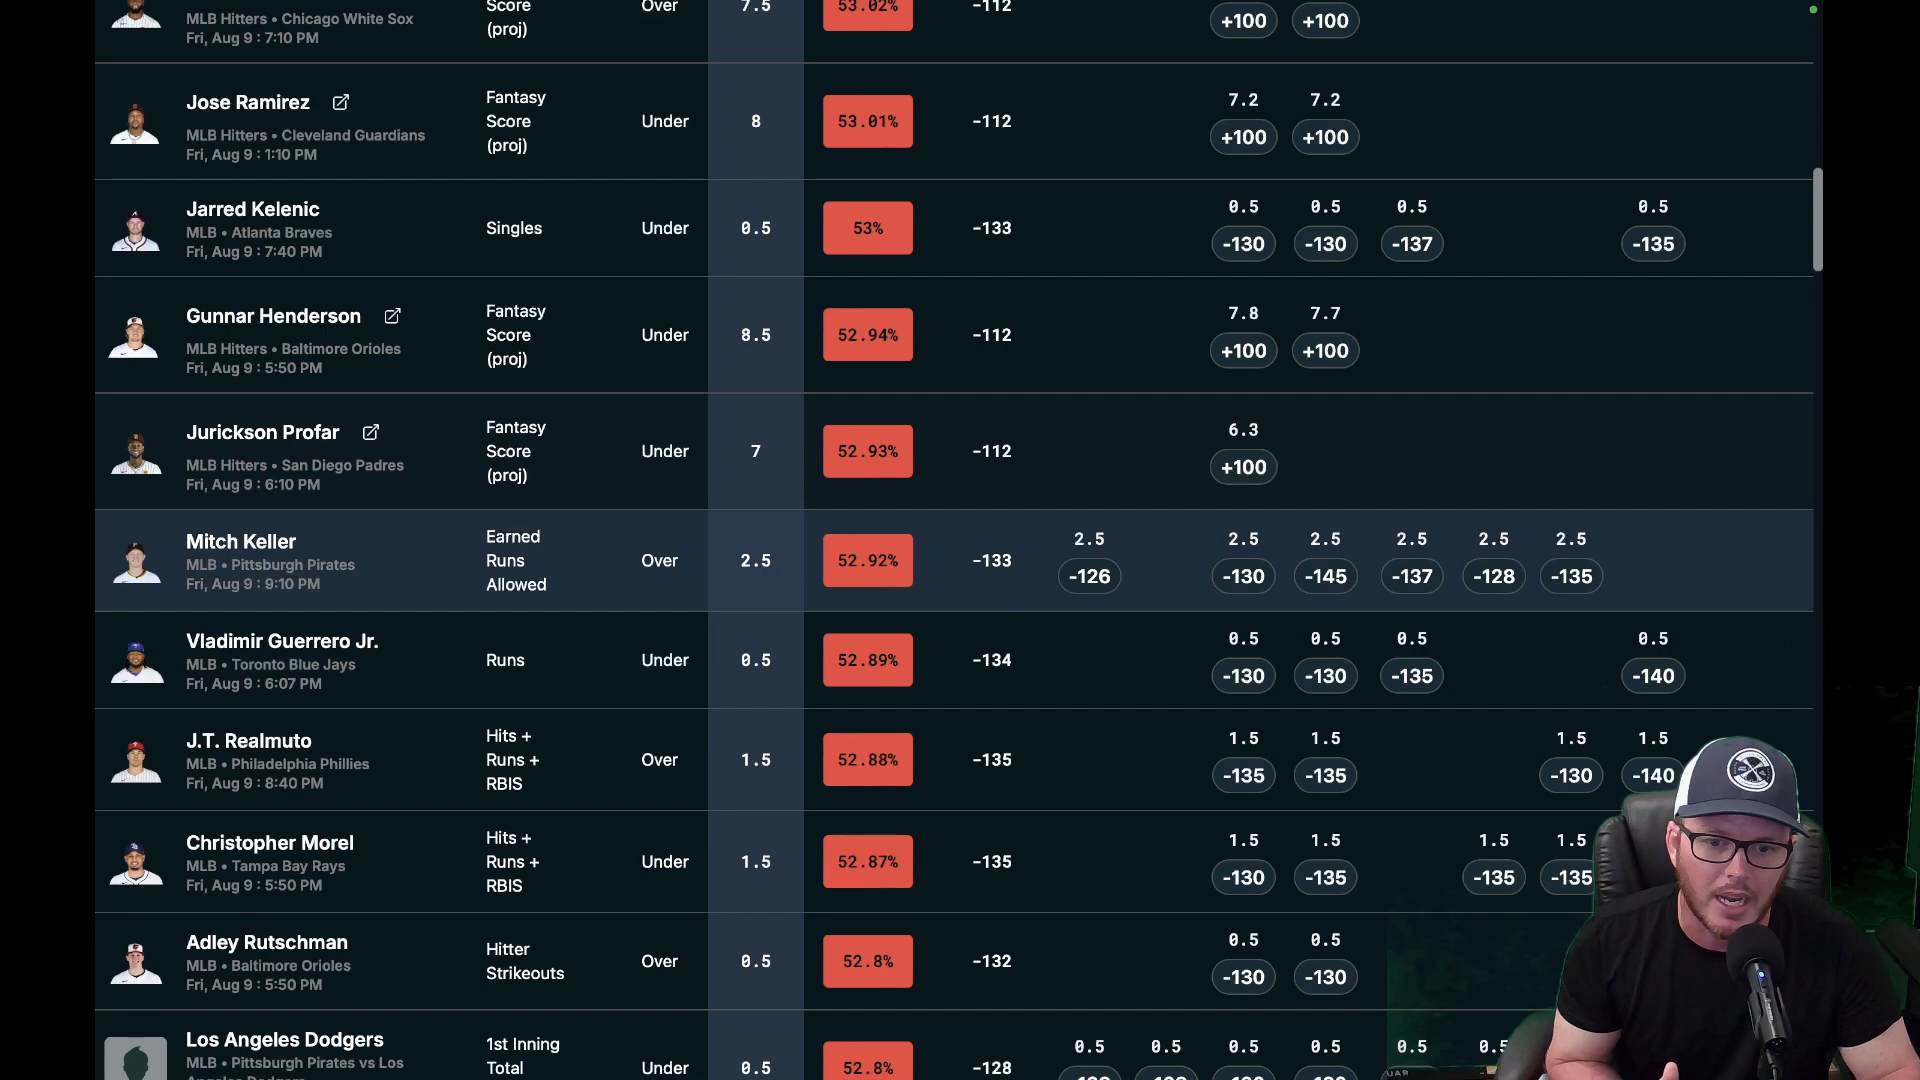 Score Over 7.5 53.02% -112
MLB Hitters • Chicago White Sox
(proj) +100 +100
Fri, Aug 9 : 7:10 PM
Jose Ramirez
MLB Hitters • Cleveland Guardians
Fri, Aug 9 : 1:10 PM
Fantasy
Score
(proj)
Under 8 53.01% -112
7.2 7.2
+100 +100
Jarred Kelenic
MLB • Atlanta Braves
Fri, Aug 9 : 7:40 PM
Singles Under 0.5 53% -133
0.5 0.5 0.5 0.5
-130 -130 -137 -135
Gunnar Henderson
MLB Hitters • Baltimore Orioles
Fri, Aug 9 : 5:50 PM
Fantasy
Score
(proj)
Under 8.5 52.94% -112
7.8 7.7
+100 +100
Jurickson Profar
MLB Hitters • San Diego Padres
Fri, Aug 9 : 6:10 PM
Fantasy
Score
(proj)
Under 7 52.93% -112
6.3
+100
Mitch Keller
MLB • Pittsburgh Pirates
Fri, Aug 9 : 9:10 PM
Earned
Runs
Allowed
Over 2.5 52.92% -133
2.5 2.5 2.5 2.5 2.5 2.5
-126 -130 -145 -137 -128 -135
Vladimir Guerrero Jr.
MLB • Toronto Blue Jays
Fri, Aug 9 : 6:07 PM
Runs Under 0.5 52.89% -134
0.5 0.5 0.5 0.5
-130 -130 -135 -140
J.T. Realmuto
MLB • Philadelphia Phillies
Fri, Aug 9 : 8:40 PM
Hits +
Runs +
RBIS
Over 1.5 52.88% -135
1.5 1.5 1.5 1.5
-135 -135 -130 -140
Christopher Morel
MLB • Tampa Bay Rays
Fri, Aug 9 : 5:50 PM
Hits +
Runs +
RBIS
Under 1.5 52.87% -135
1.5 1.5 1.5 1.5
-130 -135 -135 -135
Adley Rutschman
MLB • Baltimore Orioles
Fri, Aug 9 : 5:50 PM
Hitter
Strikeouts
Over 0.5 52.8% -132
0.5 0.5
-130 -130
Los Angeles Dodgers
MLB • Pittsburgh Pirates vs Los
1st Inning
Total
Under 0.5 52.8% -128
0.5 0.5 0.5 0.5 0.5 0.5